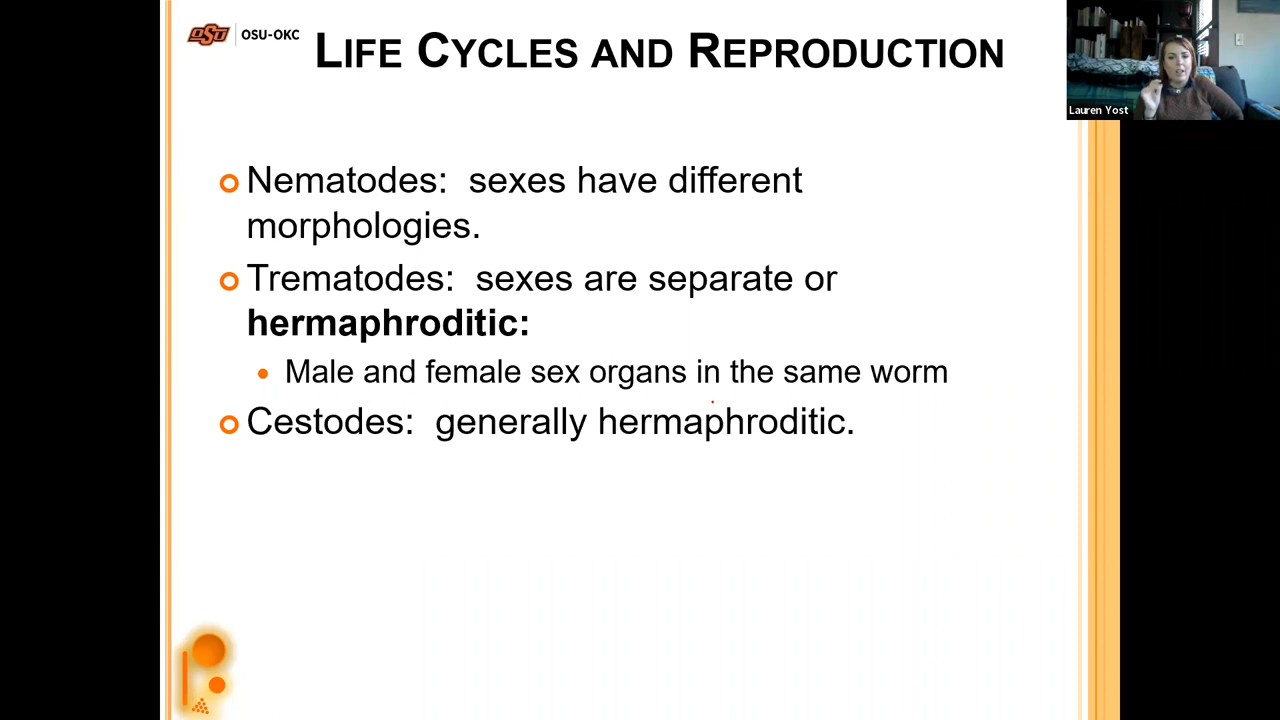 OSU OSU-OKC
LIFE CYCLES AND REPRODUCTION
Lauren Yost
Nematodes: sexes have different
morphologies.
Trematodes: sexes are separate or
hermaphroditic:
Male and female sex organs in the same worm
Cestodes: generally hermaphroditic.